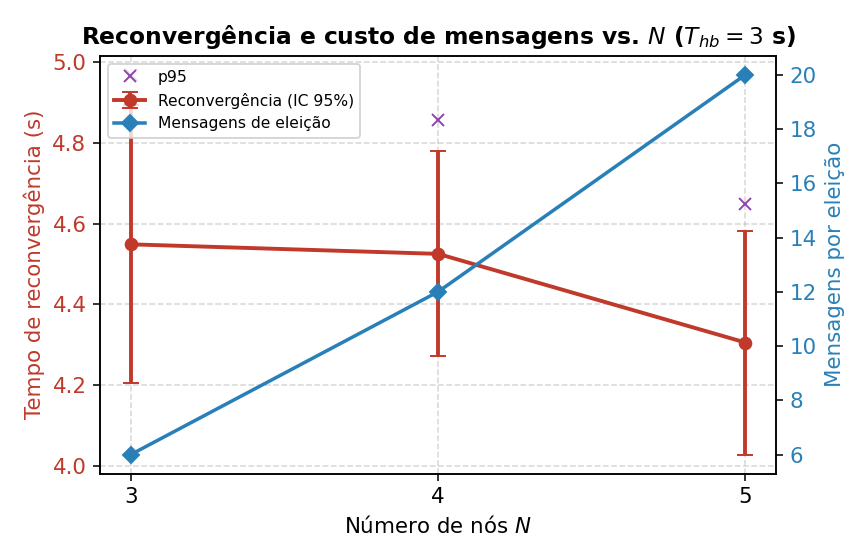 Reconvergência e custo de mensagens vs. N (T_hb = 3 s)
p95
Reconvergência (IC 95%)
Mensagens de eleição
Tempo de reconvergência (s)
5.0
4.8
4.6
4.4
4.2
4.0
20
18
16
14
12
10
8
6
Mensagens por eleição
3
4
5
Número de nós N